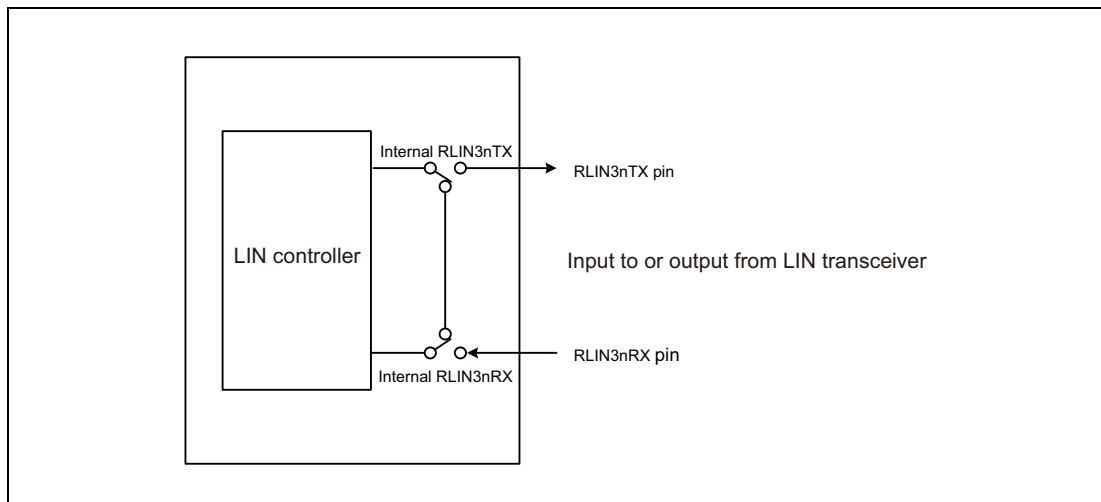 Internal RLIN3nTX
RLIN3nTX pin
LIN controller
Input to or output from LIN transceiver
RLIN3nRX pin
Internal RLIN3nRX